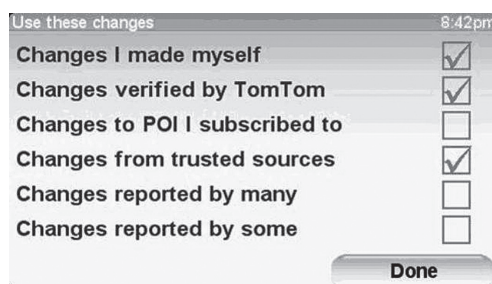 Use these changes 8:42pm
Changes I made myself
Changes verified by TomTom
Changes to POI I subscribed to
Changes from trusted sources
Changes reported by many
Changes reported by some
Done